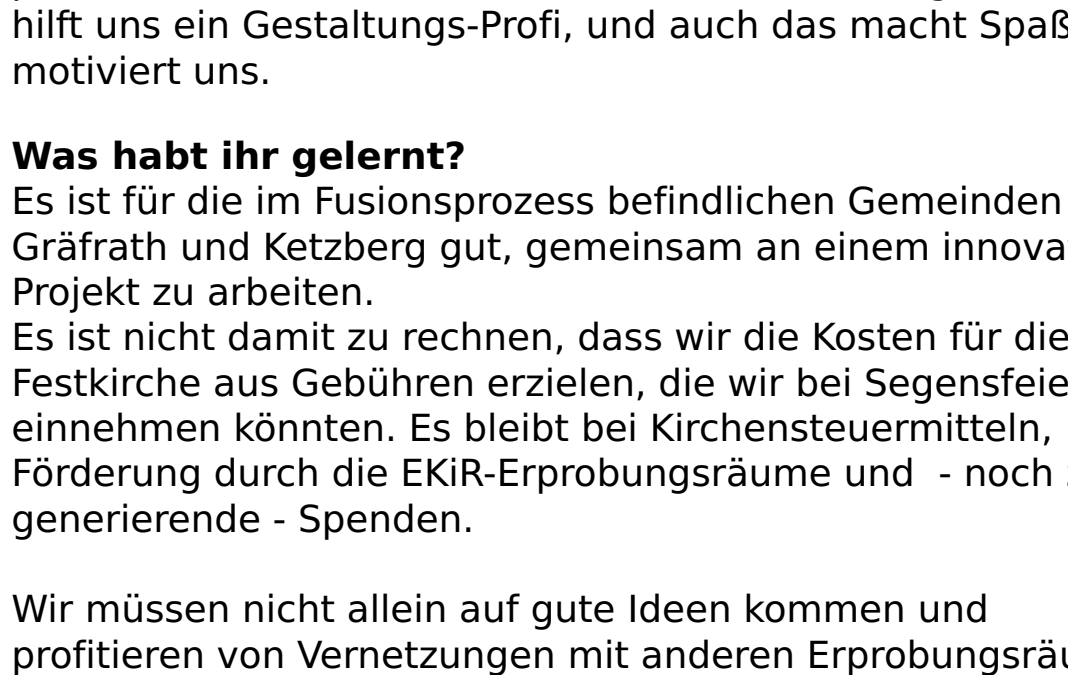 hilft uns ein Gestaltungs-Profi, und auch das macht Spaß
motiviert uns.
Was habt ihr gelernt?
Es ist für die im Fusionsprozess befindlichen Gemeinden
Gräfrath und Ketzberg gut, gemeinsam an einem
Projekt zu arbeiten.
Es ist nicht damit zu rechnen, dass wir die Kosten für die
Festkirche aus Gebühren erzielen, die wir bei
einnehmen könnten. Es bleibt bei Kirchensteuermitteln,
Förderung durch die EKiR-Erprobungsräume und - noch
generierende - Spenden.
Wir müssen nicht allein auf gute Ideen kommen und
profitieren von Vernetzungen mit anderen